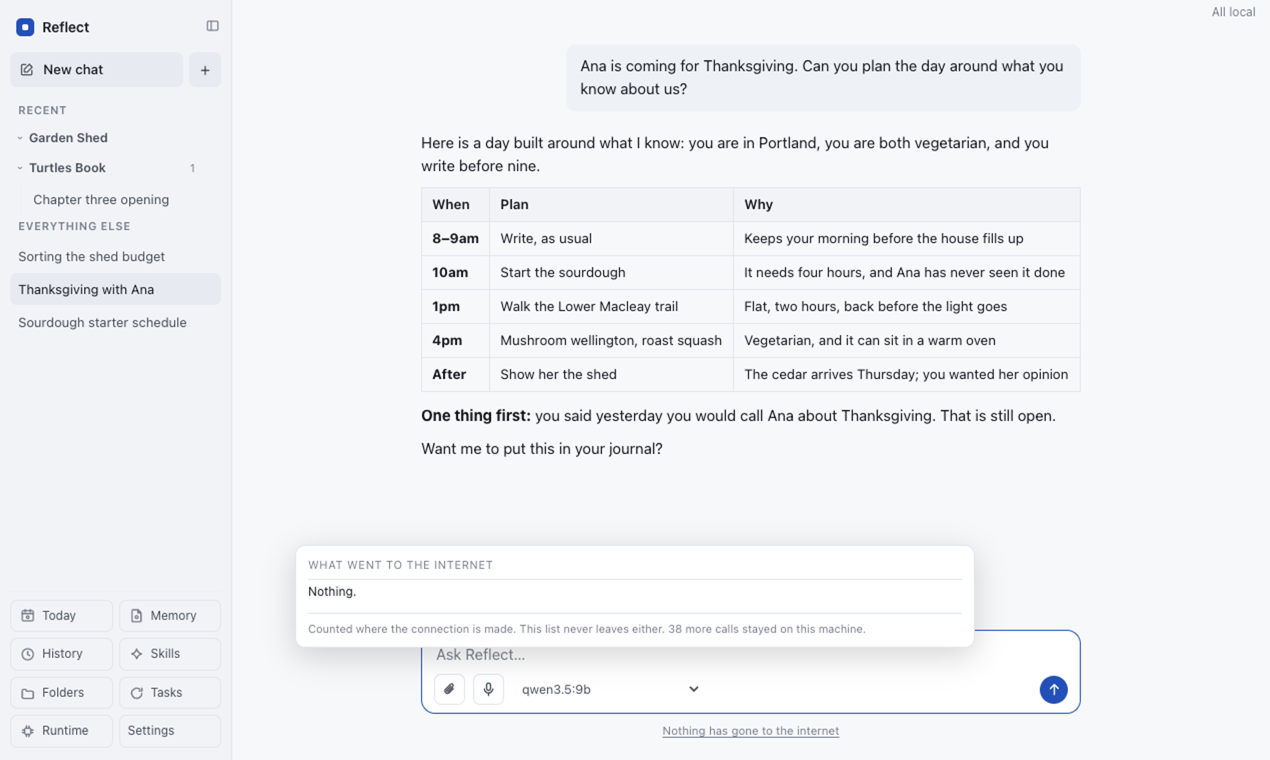 Reflect
New chat
+
RECENT
Garden Shed
Turtles Book 1
Chapter three opening
EVERYTHING ELSE
Sorting the shed budget
Thanksgiving with Ana
Sourdough starter schedule
Today
Memory
History
Skills
Folders
Tasks
Runtime
Settings
All local
Ana is coming for Thanksgiving. Can you plan the day around what you
know about us?
Here is a day built around what I know: you are in Portland, you are both vegetarian, and you
write before nine.
When Plan Why
8–9am Write, as usual Keeps your morning before the house fills up
10am Start the sourdough It needs four hours, and Ana has never seen it done
1pm Walk the Lower Macleay trail Flat, two hours, back before the light goes
4pm Mushroom wellington, roast squash Vegetarian, and it can sit in a warm oven
After Show her the shed The cedar arrives Thursday; you wanted her opinion
One thing first: you said yesterday you would call Ana about Thanksgiving. That is still open.
Want me to put this in your journal?
WHAT WENT TO THE INTERNET
Nothing.
Counted where the connection is made. This list never leaves either. 38 more calls stayed on this machine.
Ask Reflect...
qwen3.5:9b
Nothing has gone to the internet